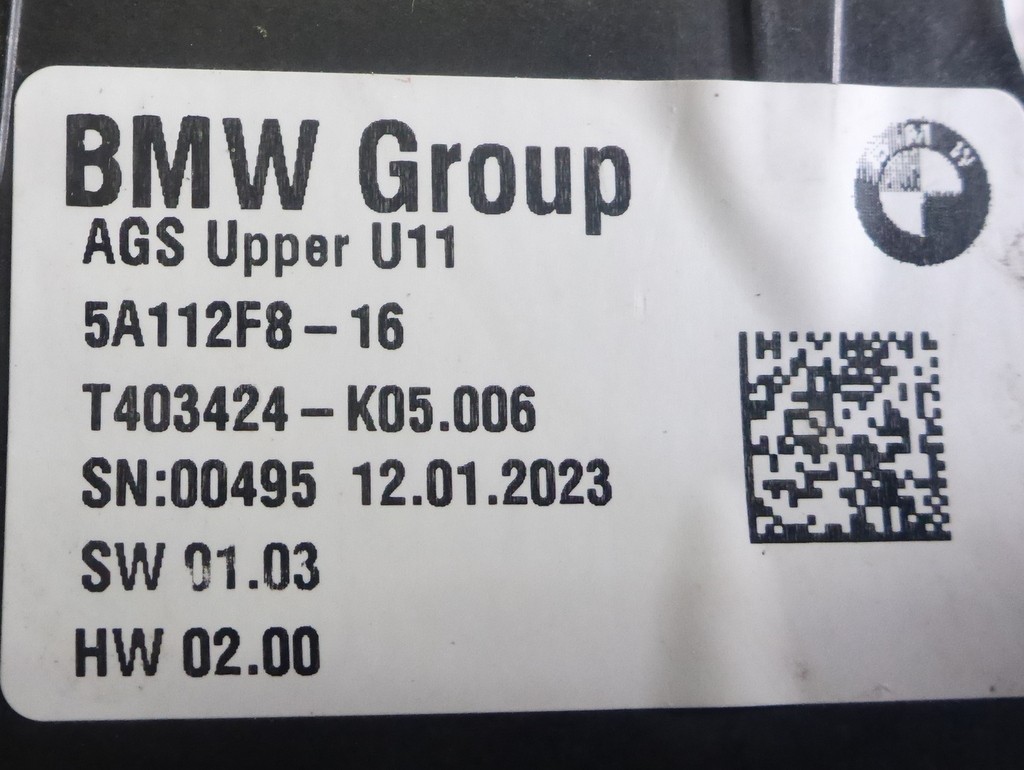 BMW Group
BMW
AGS Upper U11
5A112F8-16
T403424-K05.006
SN:00495 12.01.2023
SW 01.03
HW 02.00